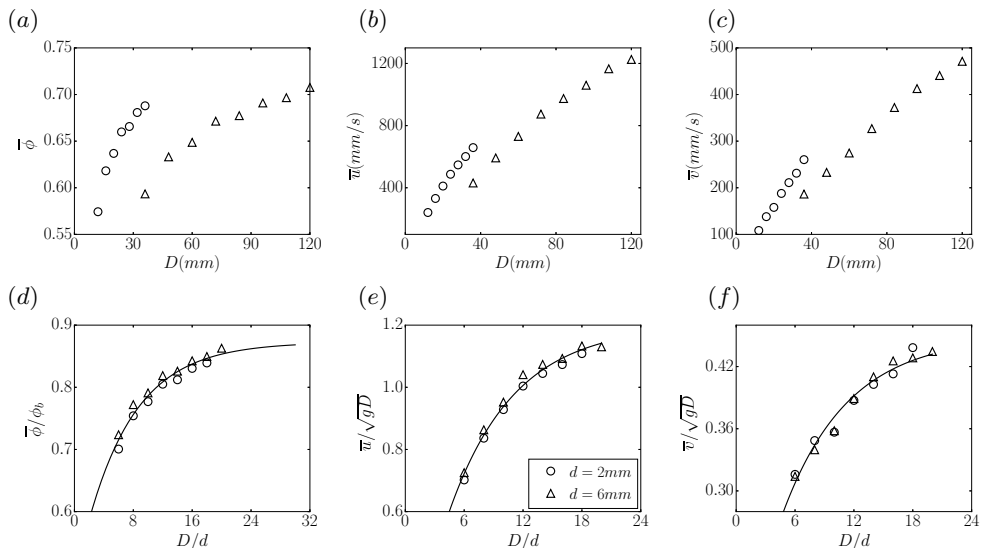 (a)
(b)
(c)
0.75
0.70
0.65
0.60
0.55
ϕ̅
0 30 60 90 120
D(mm)
1200
800
400
u̅(mm/s)
0 40 80 120
D(mm)
500
400
300
200
100
v̅(mm/s)
0 40 80 120
D(mm)
(d)
(e)
(f)
0.9
0.8
0.7
0.6
ϕ̅/ϕ_b
0 8 16 24 32
D/d
1.2
1.0
0.8
0.6
u̅/√gD
0 6 12 18 24
D/d
d = 2mm
d = 6mm
0.42
0.36
0.30
v̅/√gD
0 6 12 18 24
D/d